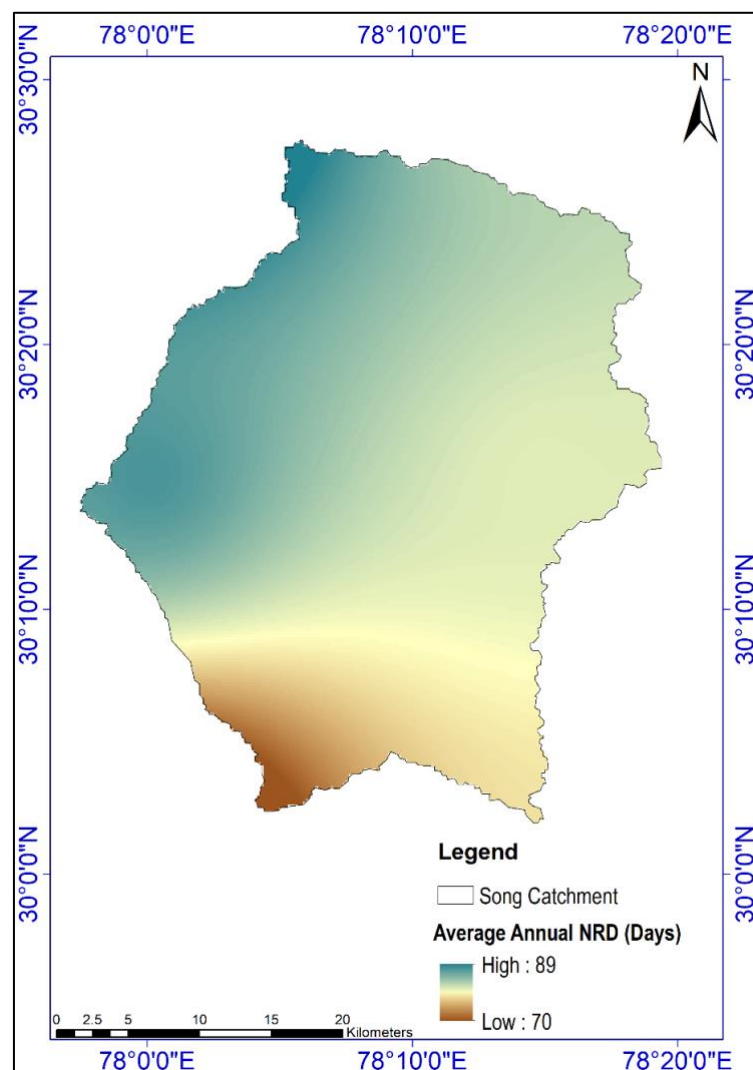 78°0'0"E 78°10'0"E 78°20'0"E
30°30'0"N 30°30'0"N
N
30°20'0"N 30°20'0"N
30°10'0"N 30°10'0"N
30°0'0"N 30°0'0"N
Legend
Song Catchment
Average Annual NRD (Days)
High : 89
Low : 70
0 2.5 5 10 15 20
Kilometers
78°0'0"E 78°10'0"E 78°20'0"E